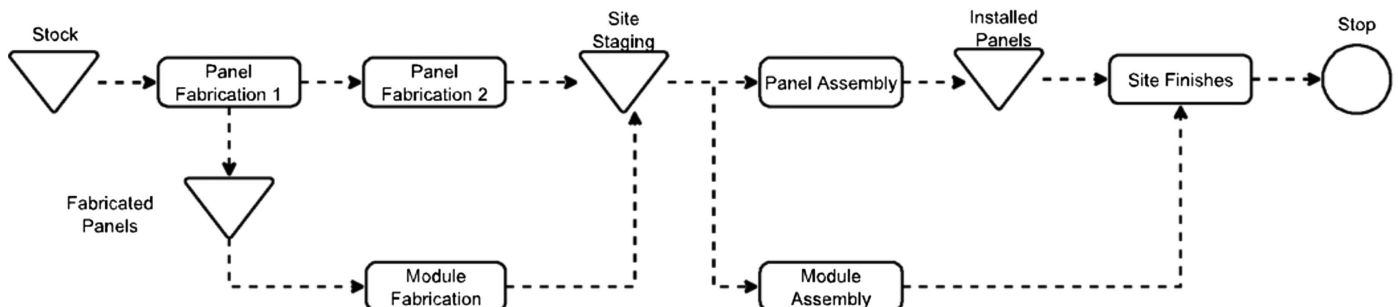 Stock
Panel
Fabrication 1
Panel
Fabrication 2
Site
Staging
Panel Assembly
Installed
Panels
Site Finishes
Stop
Fabricated
Panels
Module
Fabrication
Module
Assembly